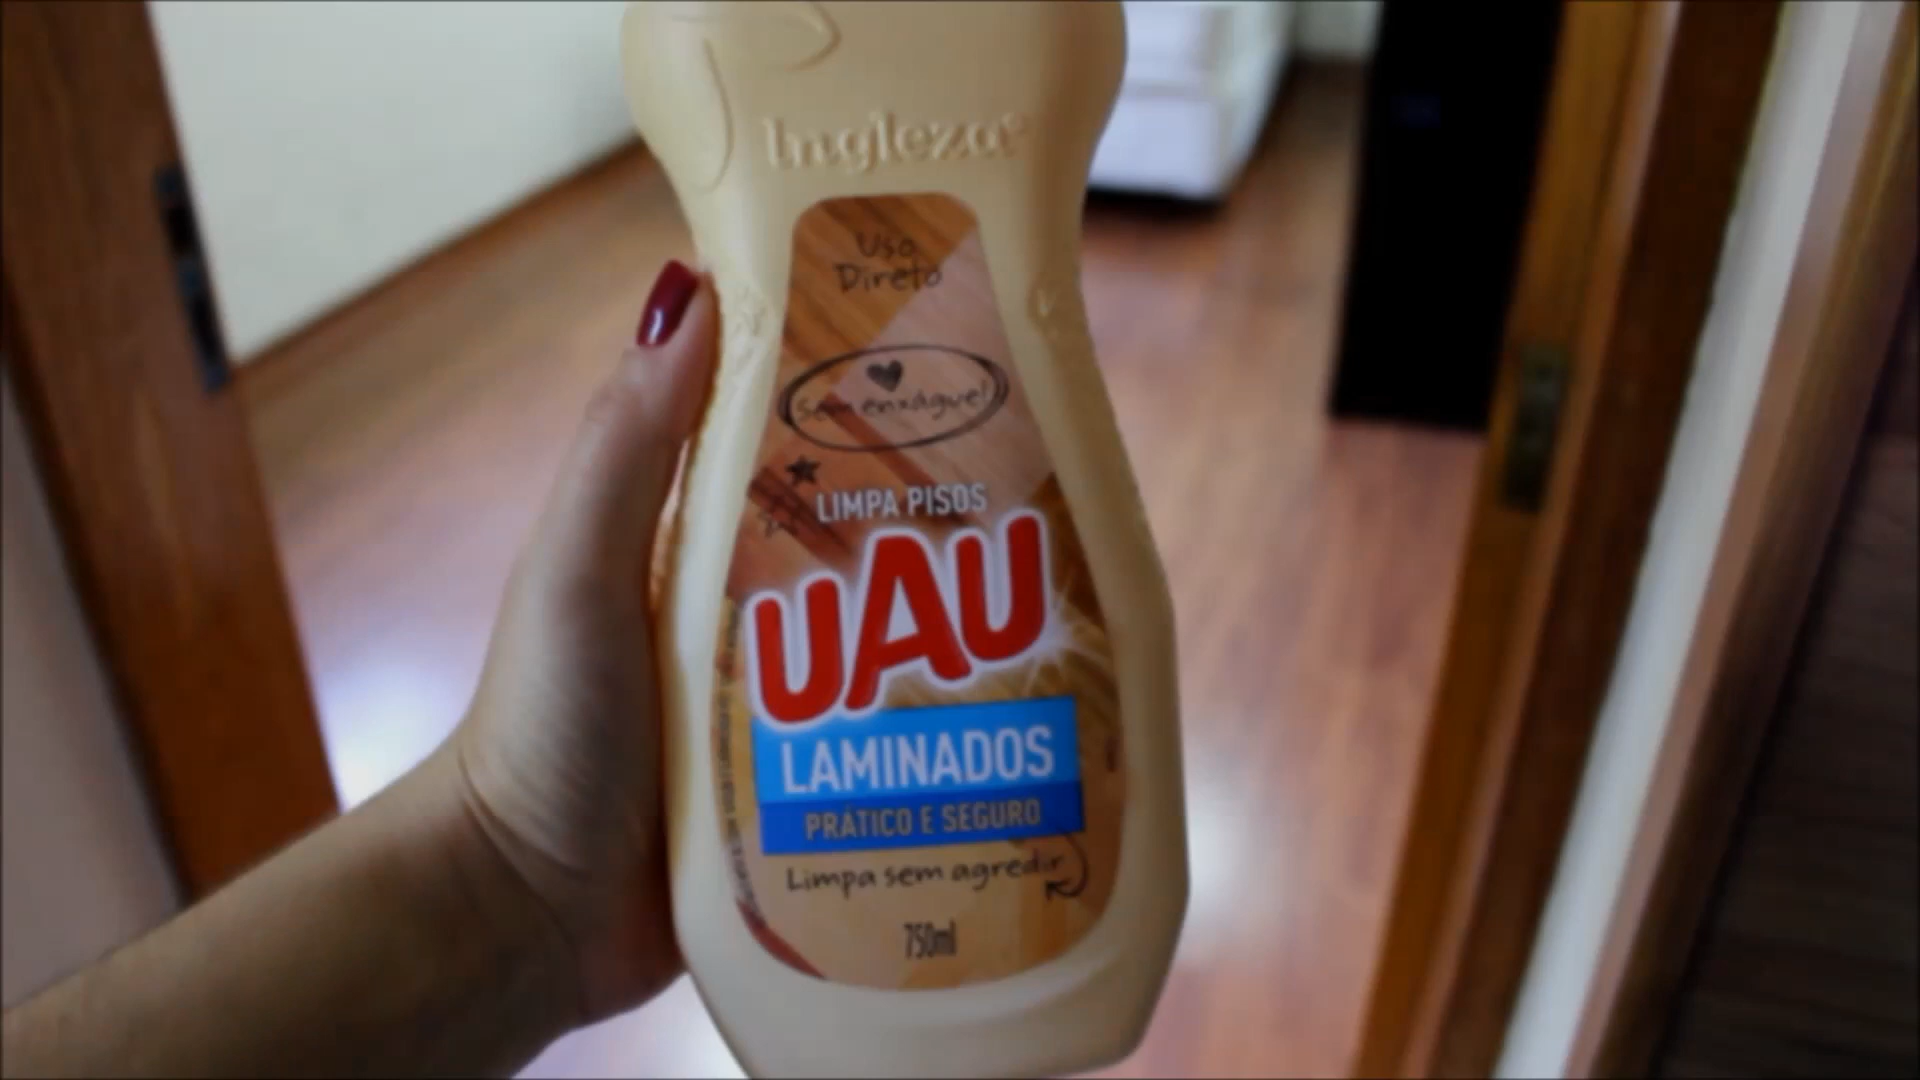 Ingleza
Uso
Direto
Sem enxágue!
LIMPA PISOS
UAU
LAMINADOS
PRÁTICO E SEGURO
Limpa sem agredir
750ml